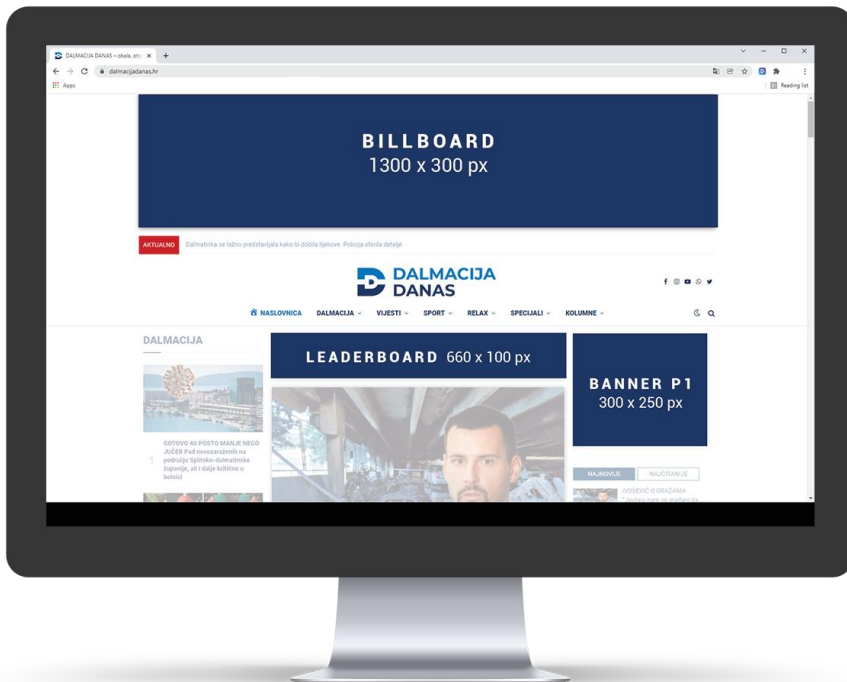 DALMACIJA DANAS – obala, oto
dalmacijadanas.hr
Apps
Reading list
BILLBOARD
1300 x 300 px
AKTUALNO Dalmatinka se lažno predstavljala kako bi dobila lijekove. Policija otkrila detalje
DALMACIJA
DANAS
NASLOVNICA DALMACIJA VIJESTI SPORT RELAX SPECIJALI KOLUMNE
DALMACIJA
LEADERBOARD 660 x 100 px
BANNER P1
300 x 250 px
GOTOVO 40 POSTO MANJE NEGO
JUČER Pad novozaraženih na
1 području Splitsko-dalmatinske
županije, ali i dalje kritično u
bolnici
NAJNOVIJE NAJČITANIJE
IVOŠEVIĆ O GRAĐAMA: